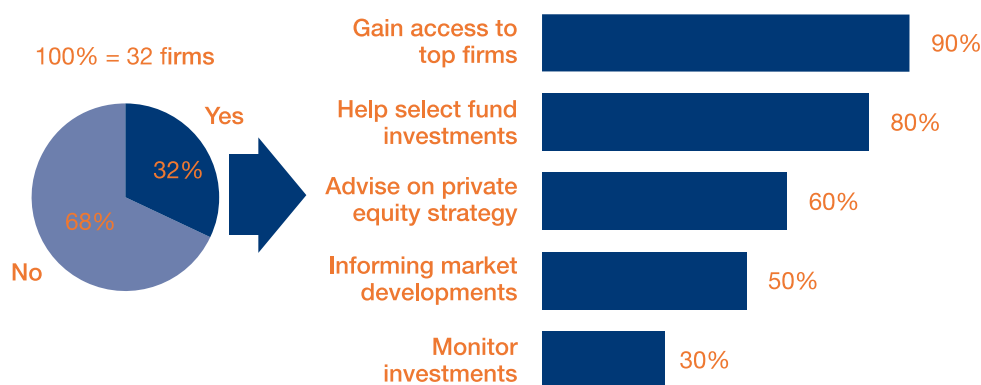 100% = 32 firms
Yes
32%
68%
No
Gain access to
top firms
90%
Help select fund
investments
80%
Advise on private
equity strategy
60%
Informing market
developments
50%
Monitor
investments
30%